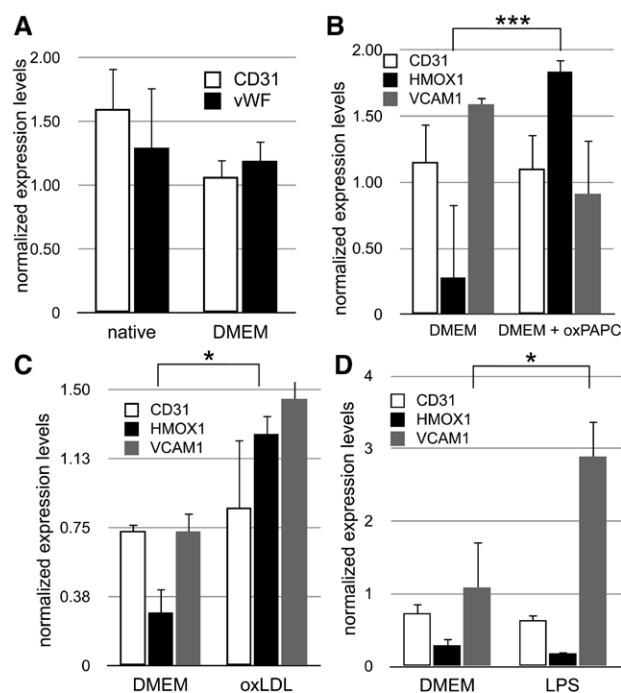 A
normalized expression levels
2.00
1.50
1.00
0.50
0
CD31
vWF
native DMEM
B
***
normalized expression levels
2.00
1.50
1.00
0.50
0
CD31
HMOX1
VCAM1
DMEM DMEM + oxPAPC
C
*
normalized expression levels
1.50
1.13
0.75
0.38
0
CD31
HMOX1
VCAM1
DMEM oxLDL
D
*
normalized expression levels
4
3
2
1
0
CD31
HMOX1
VCAM1
DMEM LPS